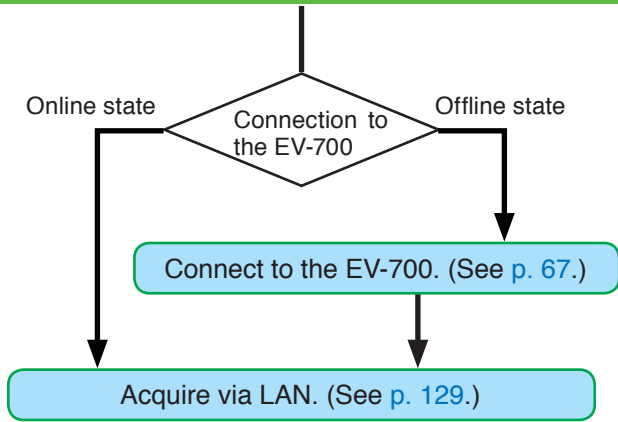 Online state
Offline state
Connection to
the EV-700
Connect to the EV-700. (See p. 67.)
Acquire via LAN. (See p. 129.)